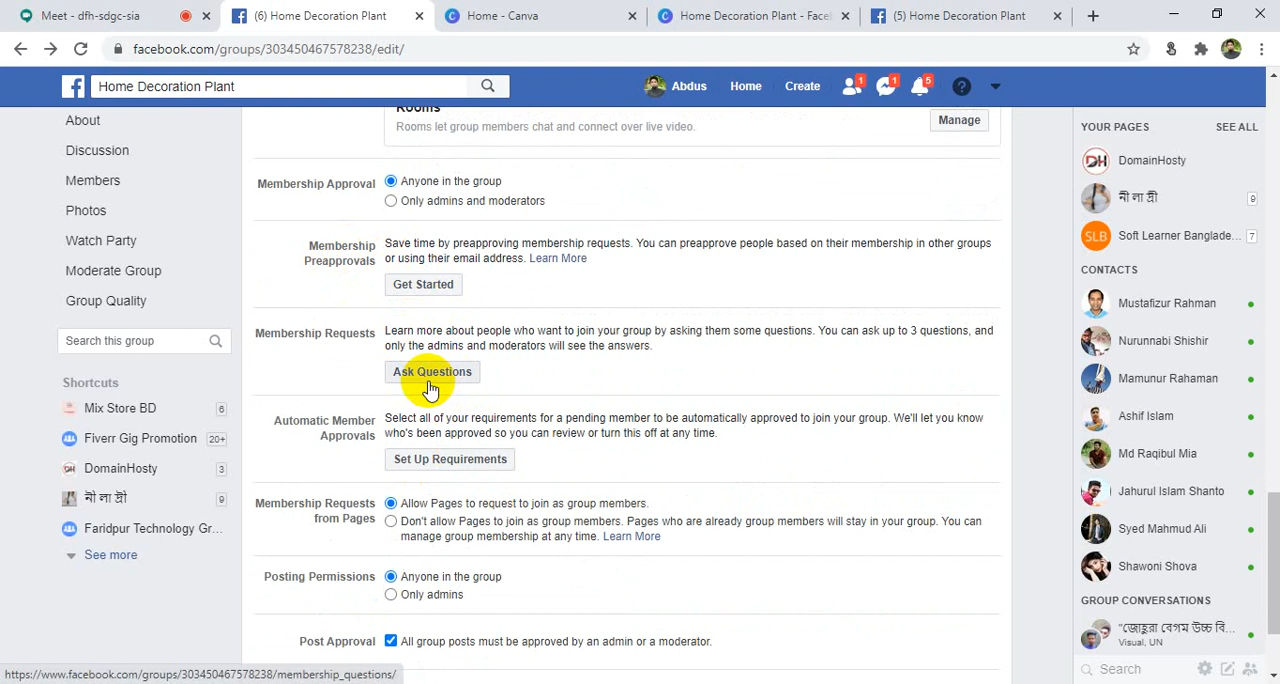 Meet - dfh-sdgc-sia
(6) Home Decoration Plant
Home - Canva
Home Decoration Plant - Facel
(5) Home Decoration Plant
facebook.com/groups/303450467578238/edit/
Home Decoration Plant
Abdus
Home
Create
1
1
5
About
Discussion
Members
Photos
Watch Party
Moderate Group
Group Quality
Search this group
Shortcuts
Mix Store BD 6
Fiverr Gig Promotion 20+
DomainHosty 3
নী লা দ্রী 9
Faridpur Technology Gr...
See more
Rooms
Rooms let group members chat and connect over live video.
Manage
Membership Approval
Anyone in the group
Only admins and moderators
Membership
Preapprovals
Save time by preapproving membership requests. You can preapprove people based on their membership in other groups
or using their email address. Learn More
Get Started
Membership Requests
Learn more about people who want to join your group by asking them some questions. You can ask up to 3 questions, and
only the admins and moderators will see the answers.
Ask Questions
Automatic Member
Approvals
Select all of your requirements for a pending member to be automatically approved to join your group. We'll let you know
who's been approved so you can review or turn this off at any time.
Set Up Requirements
Membership Requests
from Pages
Allow Pages to request to join as group members.
Don't allow Pages to join as group members. Pages who are already group members will stay in your group. You can
manage group membership at any time. Learn More
Posting Permissions
Anyone in the group
Only admins
Post Approval
All group posts must be approved by an admin or a moderator.
YOUR PAGES
SEE ALL
DomainHosty
নী লা দ্রী 9
SLB
Soft Learner Banglade... 7
CONTACTS
Mustafizur Rahman
Nurunnabi Shishir
Mamunur Rahaman
Ashif Islam
Md Raqibul Mia
Jahurul Islam Shanto
Syed Mahmud Ali
Shawoni Shova
GROUP CONVERSATIONS
"জোহুরা বেগম উচ্চ বি...
Visual, UN
Search
https://www.facebook.com/groups/303450467578238/membership_questions/